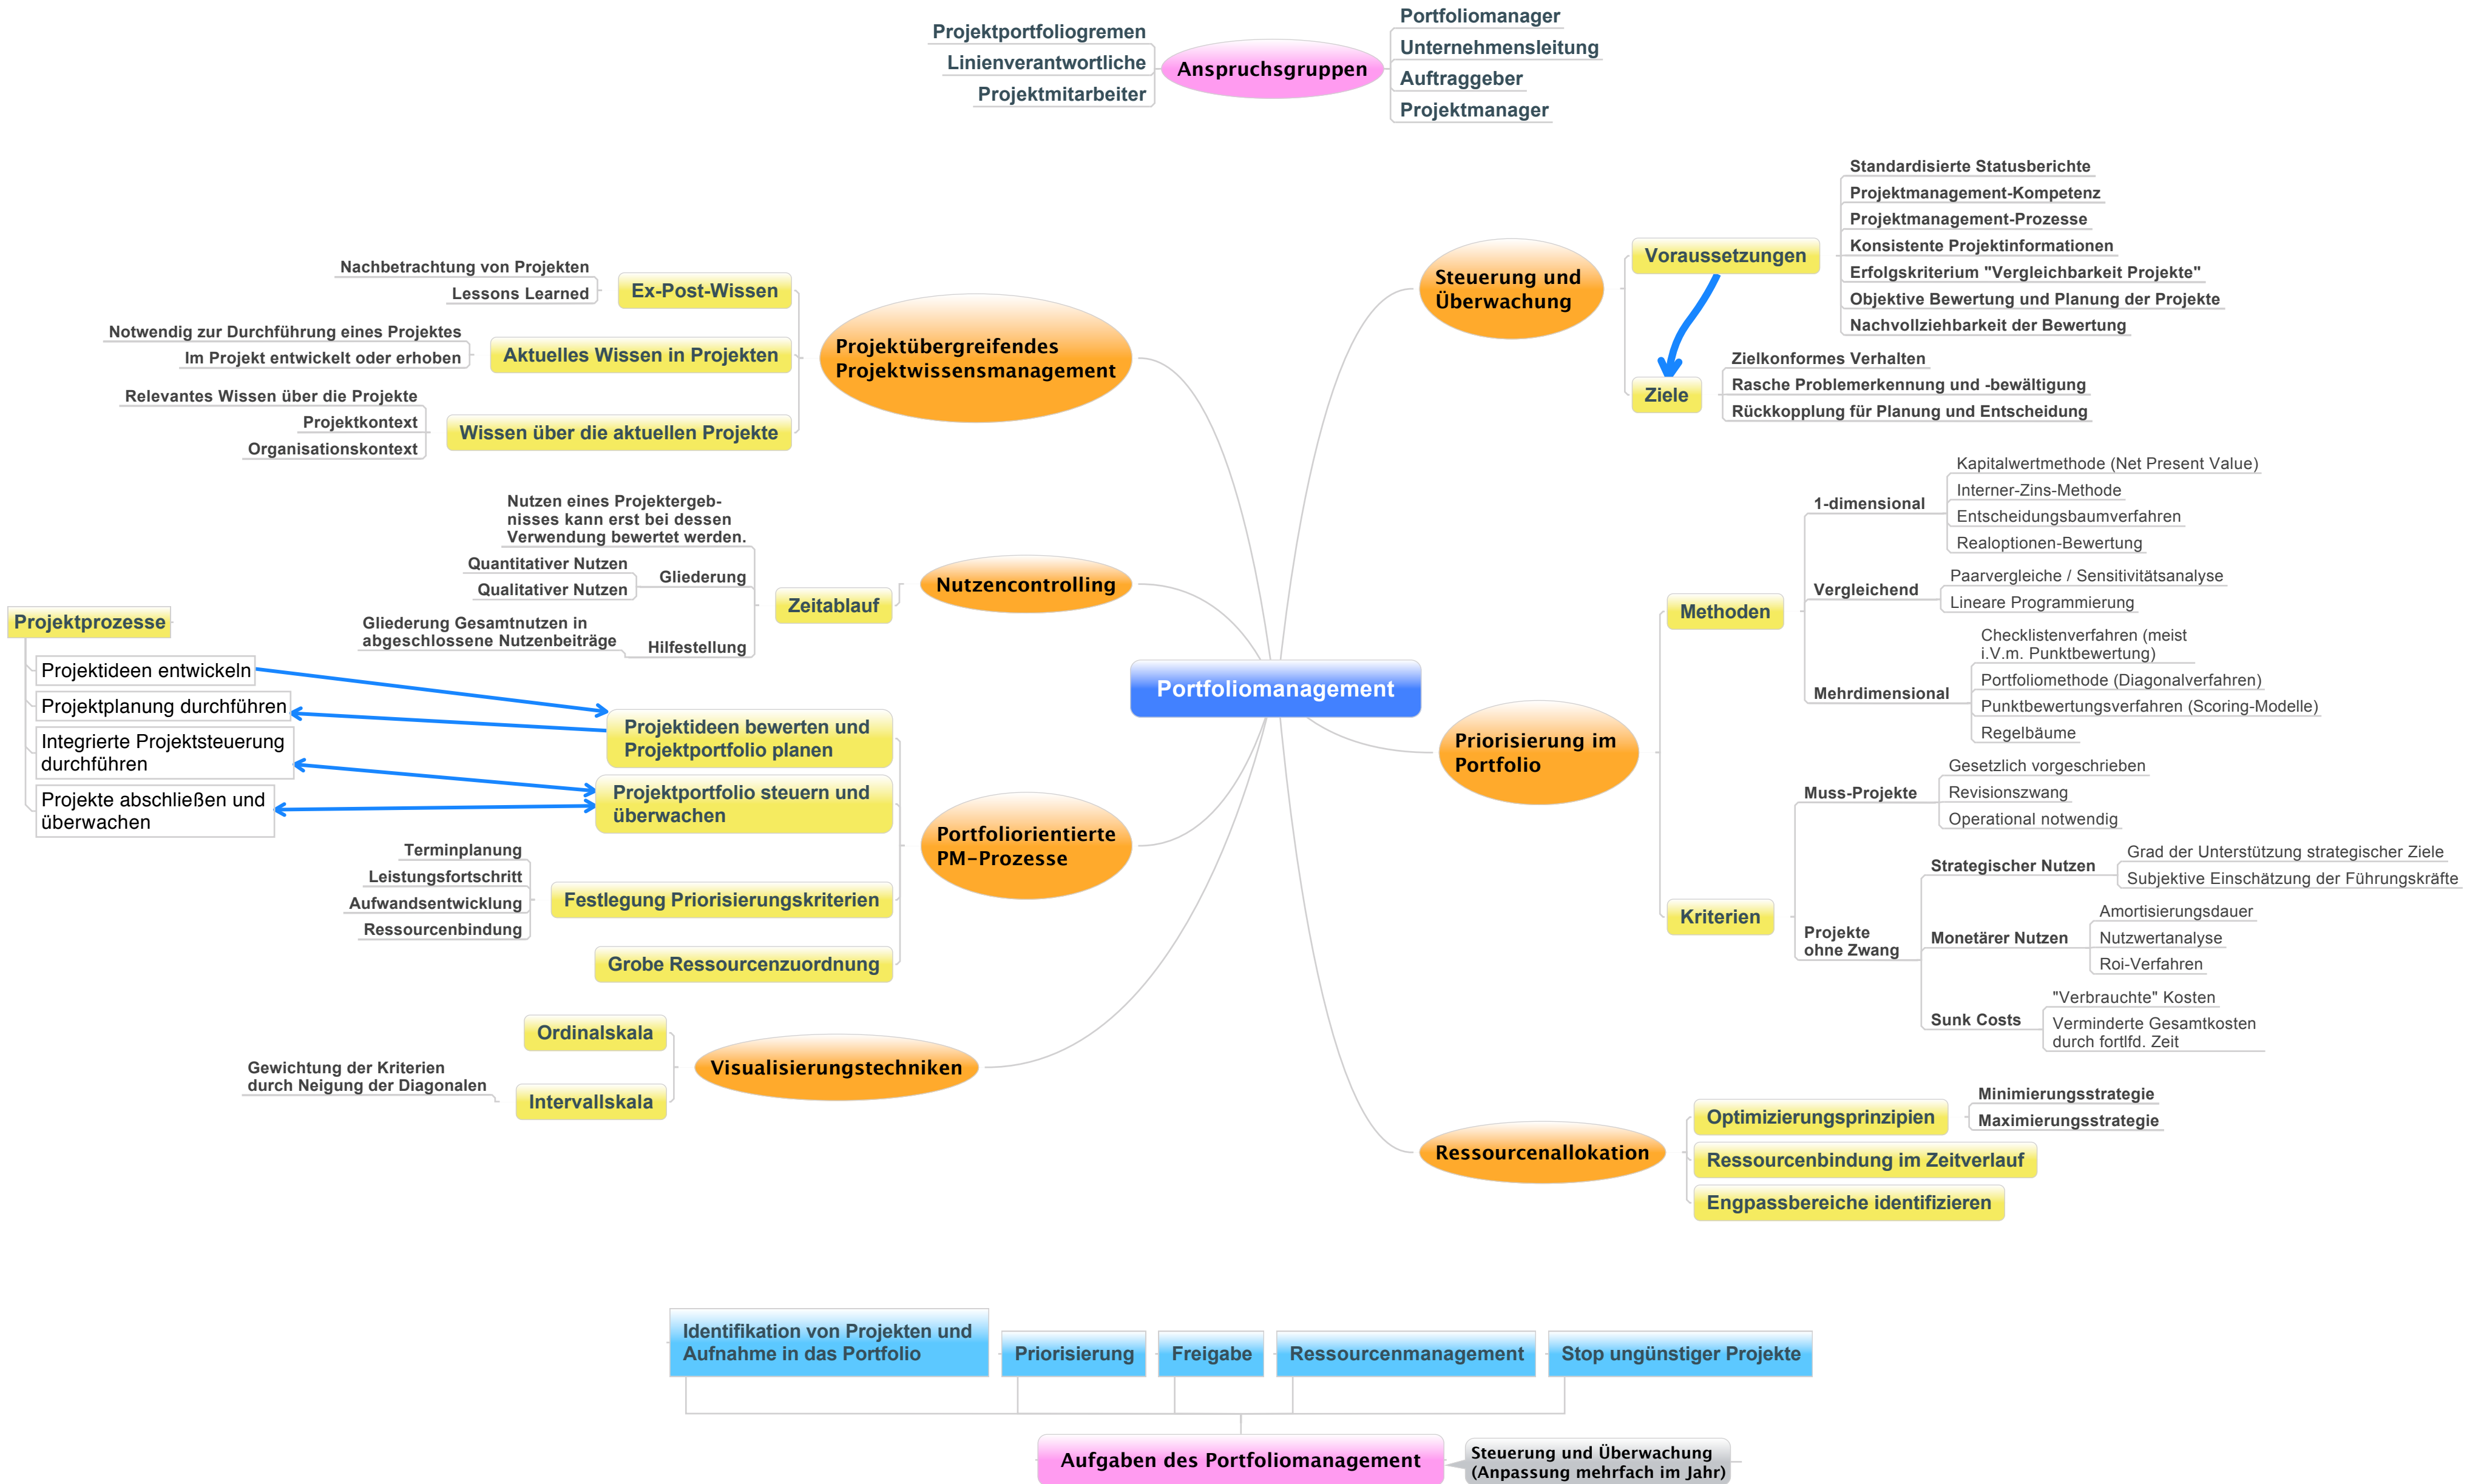 Projektportfoliogremen
Linienverantwortliche
Projektmitarbeiter
Anspruchsgruppen
Portfoliomanager
Unternehmensleitung
Auftraggeber
Projektmanager
Nachbetrachtung von Projekten
Lessons Learned
Ex-Post-Wissen
Notwendig zur Durchführung eines Projektes
Im Projekt entwickelt oder erhoben
Aktuelles Wissen in Projekten
Relevantes Wissen über die Projekte
Projektkontext
Organisationskontext
Wissen über die aktuellen Projekte
Projektübergreifendes
Projektwissensmanagement
Steuerung und
Überwachung
Voraussetzungen
Standardisierte Statusberichte
Projektmanagement-Kompetenz
Projektmanagement-Prozesse
Konsistente Projektinformationen
Erfolgskriterium "Vergleichbarkeit Projekte"
Objektive Bewertung und Planung der Projekte
Nachvollziehbarkeit der Bewertung
Ziele
Zielkonformes Verhalten
Rasche Problemerkennung und -bewältigung
Rückkopplung für Planung und Entscheidung
Nutzen eines Projektergeb-
nisses kann erst bei dessen
Verwendung bewertet werden.
Quantitativer Nutzen
Qualitativer Nutzen
Gliederung
Gliederung Gesamtnutzen in
abgeschlossene Nutzenbeiträge
Hilfestellung
Zeitablauf
Nutzencontrolling
Portfoliomanagement
Projektprozesse
Projektideen entwickeln
Projektplanung durchführen
Integrierte Projektsteuerung
durchführen
Projekte abschließen und
überwachen
Projektideen bewerten und
Projektportfolio planen
Projektportfolio steuern und
überwachen
Terminplanung
Leistungsfortschritt
Aufwandsentwicklung
Ressourcenbindung
Festlegung Priorisierungskriterien
Grobe Ressourcenzuordnung
Portfoliorientierte
PM-Prozesse
Priorisierung im
Portfolio
Methoden
1-dimensional
Kapitalwertmethode (Net Present Value)
Interner-Zins-Methode
Entscheidungsbaumverfahren
Realoptionen-Bewertung
Vergleichend
Paarvergleiche / Sensitivitätsanalyse
Lineare Programmierung
Mehrdimensional
Checklistenverfahren (meist
i.V.m. Punktbewertung)
Portfoliomethode (Diagonalverfahren)
Punktbewertungsverfahren (Scoring-Modelle)
Regelbäume
Kriterien
Muss-Projekte
Gesetzlich vorgeschrieben
Revisionszwang
Operational notwendig
Projekte
ohne Zwang
Strategischer Nutzen
Grad der Unterstützung strategischer Ziele
Subjektive Einschätzung der Führungskräfte
Monetärer Nutzen
Amortisierungsdauer
Nutzwertanalyse
Roi-Verfahren
Sunk Costs
"Verbrauchte" Kosten
Verminderte Gesamtkosten
durch fortlfd. Zeit
Ordinalskala
Gewichtung der Kriterien
durch Neigung der Diagonalen
Intervallskala
Visualisierungstechniken
Ressourcenallokation
Optimizierungsprinzipien
Minimierungsstrategie
Maximierungsstrategie
Ressourcenbindung im Zeitverlauf
Engpassbereiche identifizieren
Identifikation von Projekten und
Aufnahme in das Portfolio
Priorisierung
Freigabe
Ressourcenmanagement
Stop ungünstiger Projekte
Aufgaben des Portfoliomanagement
Steuerung und Überwachung
(Anpassung mehrfach im Jahr)